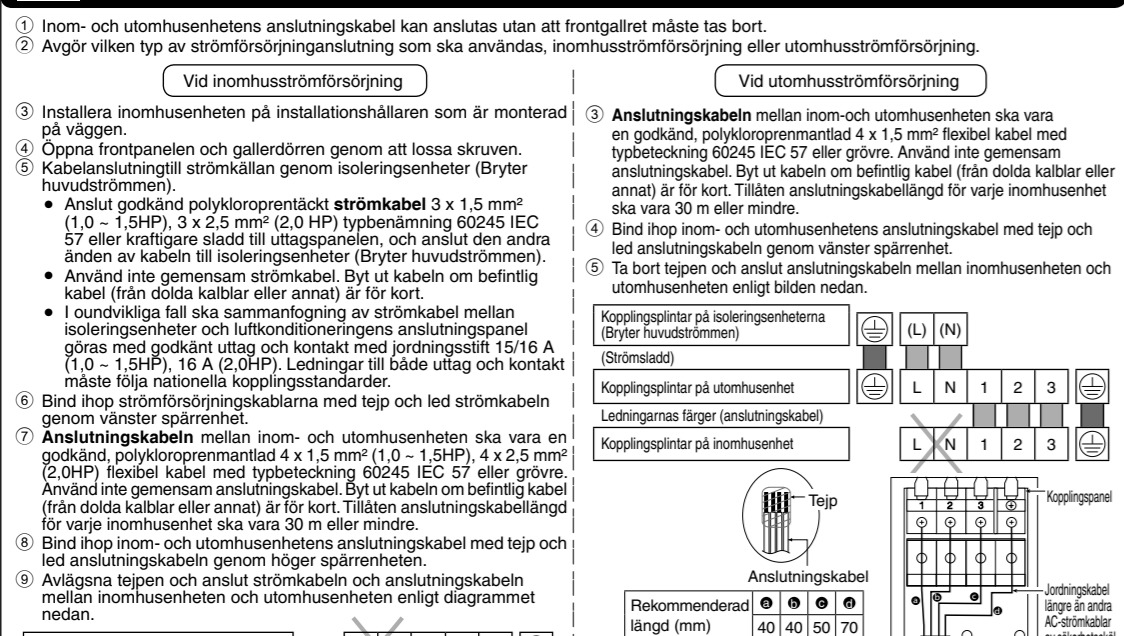 ① Inom- och utomhusenhetens anslutningskabel kan anslutas utan att frontgallret måste tas bort.
② Avgör vilken typ av strömförsörjninganslutning som ska användas, inomhusströmförsörjning eller utomhusströmförsörjning.
Vid inomhusströmförsörjning
③ Installera inomhusenheten på installationshållaren som är monterad
på väggen.
④ Öppna frontpanelen och gallerdörren genom att lossa skruven.
⑤ Kabelanslutningtill strömkällan genom isoleringsenheter (Bryter
huvudströmmen).
• Anslut godkänd polykloroprentäckt strömkabel 3 x 1,5 mm²
(1,0 ~ 1,5HP), 3 x 2,5 mm² (2,0 HP) typbenämning 60245 IEC
57 eller kraftigare sladd till uttagspanelen, och anslut den andra
änden av kabeln till isoleringsenheter (Bryter huvudströmmen).
• Använd inte gemensam strömkabel. Byt ut kabeln om befintlig
kabel (från dolda kalblar eller annat) är för kort.
• I oundvikliga fall ska sammanfogning av strömkabel mellan
isoleringsenheter och luftkonditioneringens anslutningspanel
göras med godkänt uttag och kontakt med jordningsstift 15/16 A
(1,0 ~ 1,5HP), 16 A (2,0HP). Ledningar till både uttag och kontakt
måste följa nationella kopplingsstandarder.
⑥ Bind ihop strömförsörjningskablarna med tejp och led strömkabeln
genom vänster spärrenhet.
⑦ Anslutningskabeln mellan inom- och utomhusenheten ska vara en
godkänd, polykloroprenmantlad 4 x 1,5 mm² (1,0 ~ 1,5HP), 4 x 2,5 mm²
(2,0HP) flexibel kabel med typbeteckning 60245 IEC 57 eller grövre.
Använd inte gemensam anslutningskabel. Byt ut kabeln om befintlig kabel
(från dolda kalblar eller annat) är för kort. Tillåten anslutningskabellängd
för varje inomhusenhet ska vara 30 m eller mindre.
⑧ Bind ihop inom- och utomhusenhetens anslutningskabel med tejp och
led anslutningskabeln genom höger spärrenhet.
⑨ Avlägsna tejpen och anslut strömkabeln och anslutningskabeln
mellan inomhusenheten och utomhusenheten enligt diagrammet
nedan.
Vid utomhusströmförsörjning
③ Anslutningskabeln mellan inom-och utomhusenheten ska vara
en godkänd, polykloroprenmantlad 4 x 1,5 mm² flexibel kabel med
typbeteckning 60245 IEC 57 eller grövre. Använd inte gemensam
anslutningskabel. Byt ut kabeln om befintlig kabel (från dolda kalblar eller
annat) är för kort. Tillåten anslutningskabellängd för varje inomhusenhet
ska vara 30 m eller mindre.
④ Bind ihop inom- och utomhusenhetens anslutningskabel med tejp och
led anslutningskabeln genom vänster spärrenhet.
⑤ Ta bort tejpen och anslut anslutningskabeln mellan inomhusenheten och
utomhusenheten enligt bilden nedan.
Kopplingsplintar på isoleringsenheterna
(Bryter huvudströmmen)
(L) (N)
(Strömsladd)
Kopplingsplintar på utomhusenhet
L N 1 2 3
Ledningarnas färger (anslutningskabel)
Kopplingsplintar på inomhusenhet
L N 1 2 3
Tejp
Anslutningskabel
1 2 3
Kopplingspanel
Jordningskabel
längre än andra
AC-strömkablar
a b c d
Rekommenderad a b c d
längd (mm) 40 40 50 70